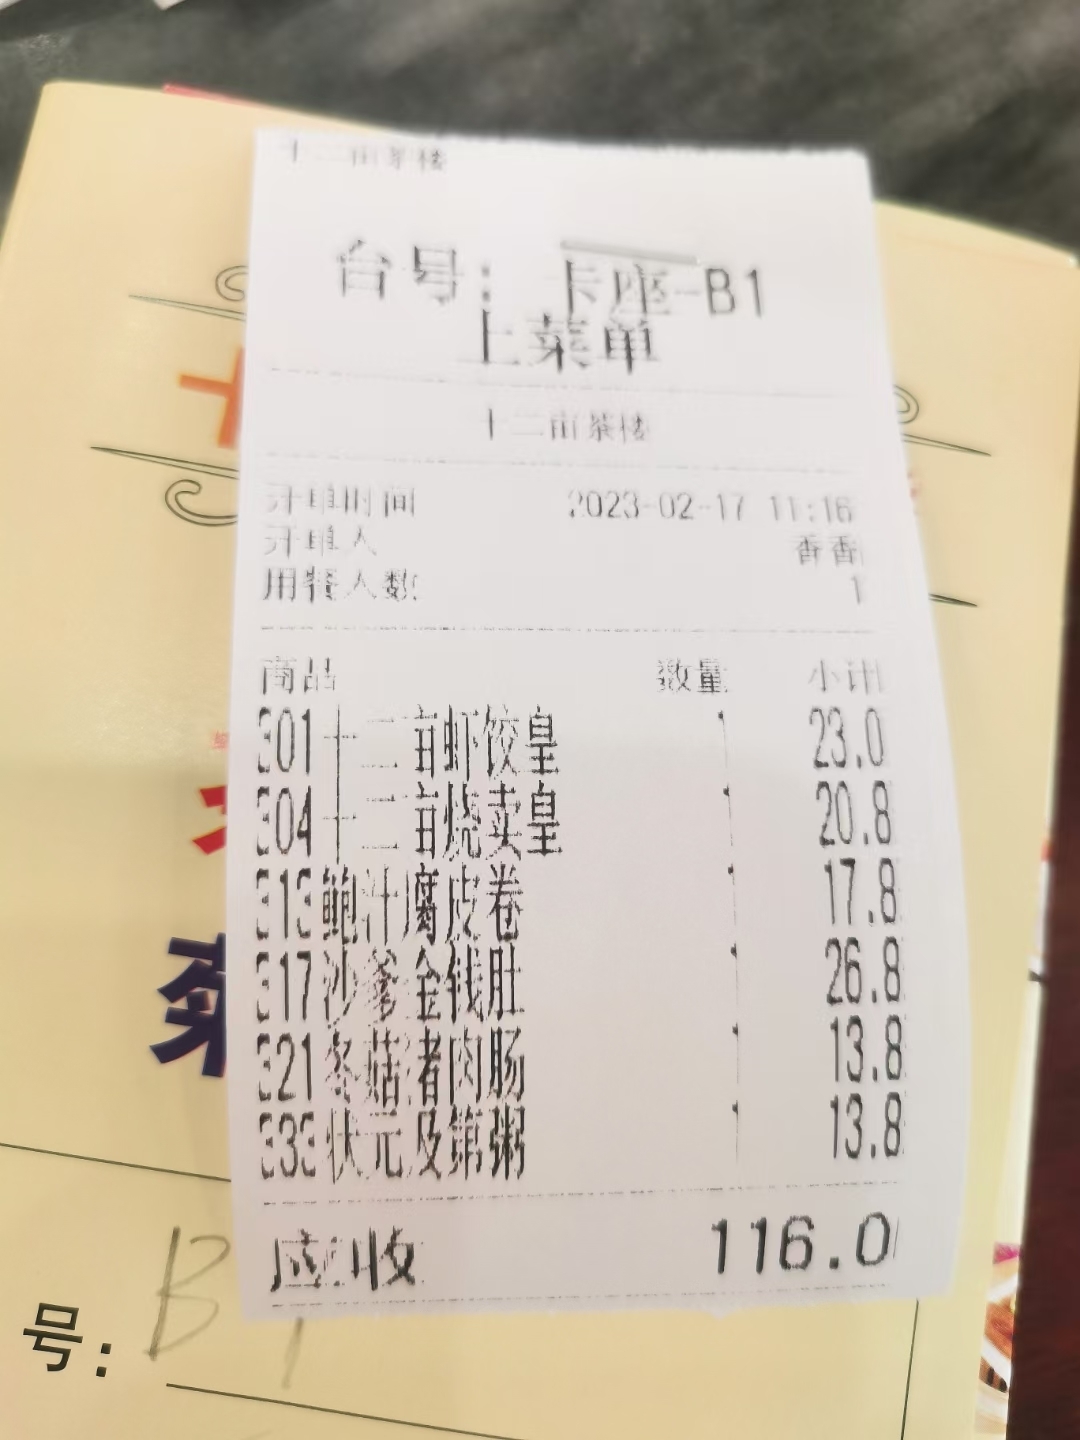 十二亩茶楼
台号: 卡座-B1
上菜单
十二亩茶楼
开单时间 2023-02-17 11:16
开单人 香香
用餐人数 1
商品 数量 小计
301十二亩虾饺皇 1 23.0
304十二亩烧卖皇 1 20.8
313鲍汁腐皮卷 1 17.8
317沙爹金钱肚 1 26.8
321冬菇猪肉肠 1 13.8
333状元及第粥 1 13.8
应收 116.0
号: B1